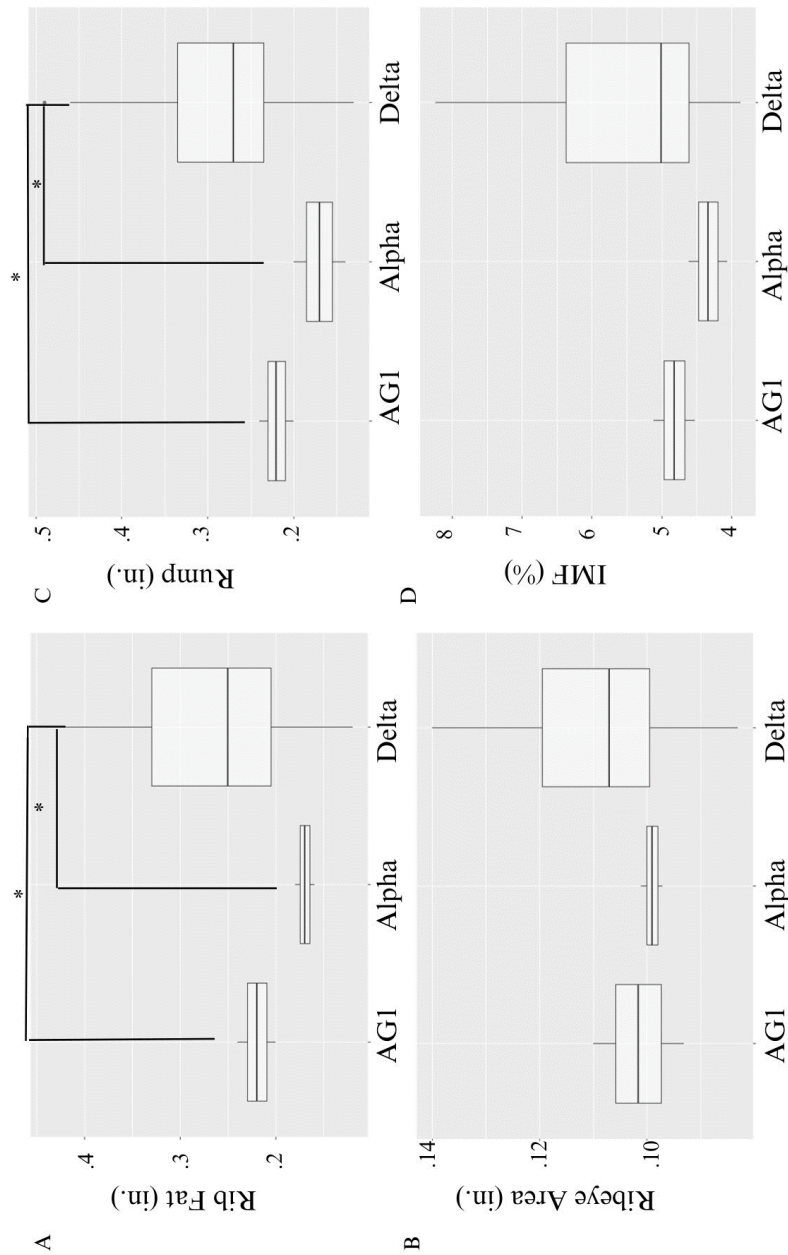 A
Rib Fat (in.)
.4
.3
.2
*
*
AG1 Alpha Delta
C
Rump (in.)
.5
.4
.3
.2
*
*
AG1 Alpha Delta
B
Ribeye Area (in.)
.14
.12
.10
AG1 Alpha Delta
D
IMF (%)
8
7
6
5
4
AG1 Alpha Delta